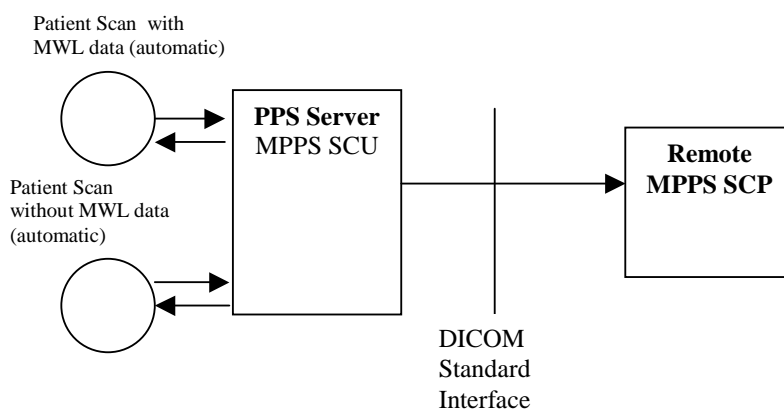 Patient Scan with
MWL data (automatic)
PPS Server
MPPS SCU
Remote
MPPS SCP
Patient Scan
without MWL data
(automatic)
DICOM
Standard
Interface